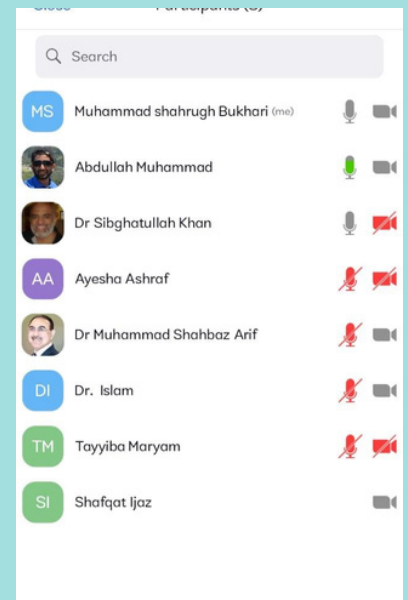 Search
MS Muhammad shahrugh Bukhari (me)
Abdullah Muhammad
Dr Sibghatullah Khan
AA Ayesha Ashraf
Dr Muhammad Shahbaz Arif
DI Dr. Islam
TM Tayyiba Maryam
SI Shafqat Ijaz